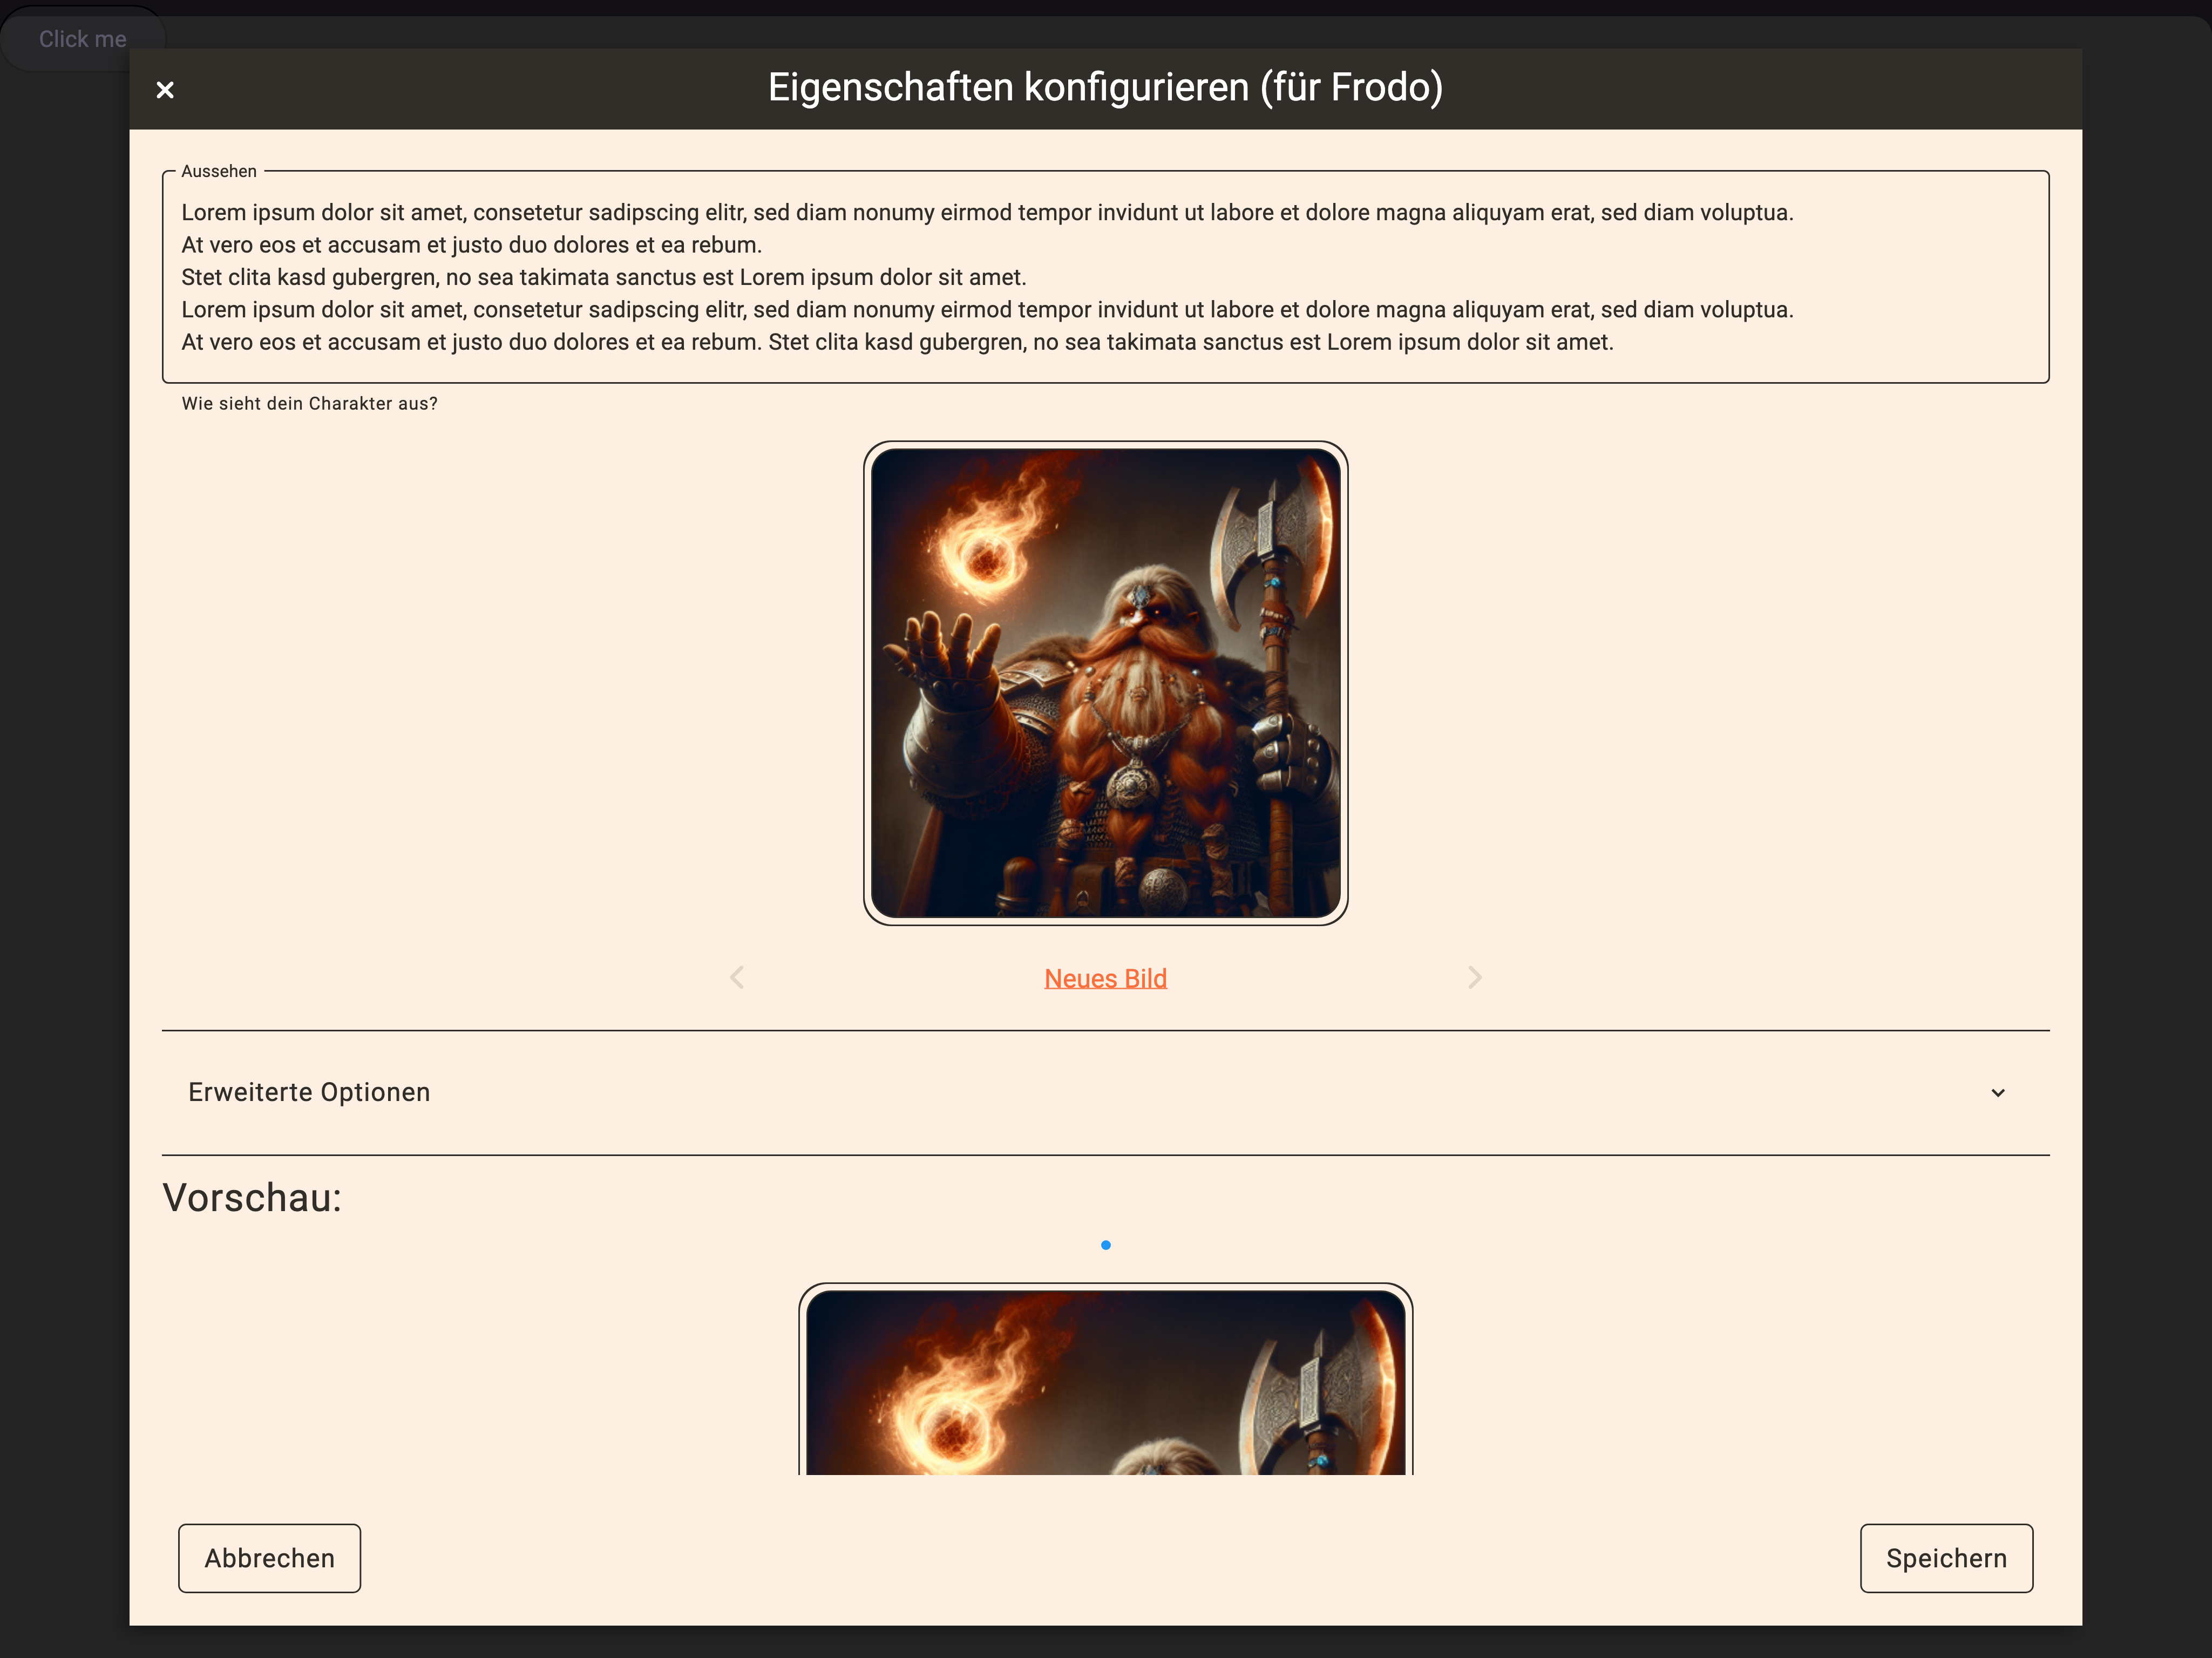 Click me
Eigenschaften konfigurieren (für Frodo)
Aussehen
Lorem ipsum dolor sit amet, consetetur sadipscing elitr, sed diam nonumy eirmod tempor invidunt ut labore et dolore magna aliquyam erat, sed diam voluptua.
At vero eos et accusam et justo duo dolores et ea rebum.
Stet clita kasd gubergren, no sea takimata sanctus est Lorem ipsum dolor sit amet.
Lorem ipsum dolor sit amet, consetetur sadipscing elitr, sed diam nonumy eirmod tempor invidunt ut labore et dolore magna aliquyam erat, sed diam voluptua.
At vero eos et accusam et justo duo dolores et ea rebum. Stet clita kasd gubergren, no sea takimata sanctus est Lorem ipsum dolor sit amet.
Wie sieht dein Charakter aus?
Neues Bild
Erweiterte Optionen
Vorschau:
Abbrechen
Speichern